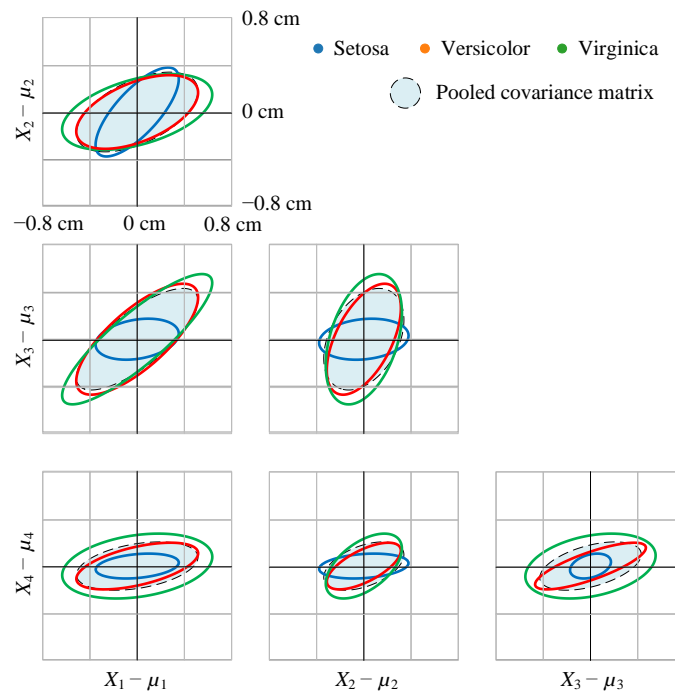 0.8 cm
Setosa
Versicolor
Virginica
Pooled covariance matrix
X₂ − μ₂
0 cm
−0.8 cm
−0.8 cm
0 cm
0.8 cm
X₃ − μ₃
X₄ − μ₄
X₁ − μ₁
X₂ − μ₂
X₃ − μ₃